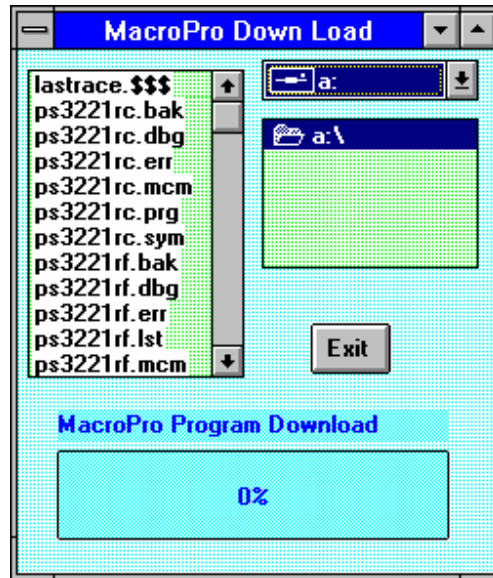 MacroPro Down Load
lastrace.$$$
ps3221rc.bak
ps3221rc.dbg
ps3221rc.err
ps3221rc.mcm
ps3221rc.prg
ps3221rc.sym
ps3221rf.bak
ps3221rf.dbg
ps3221rf.err
ps3221rf.lst
ps3221rf.mcm
a:
a:\
Exit
MacroPro Program Download
0%